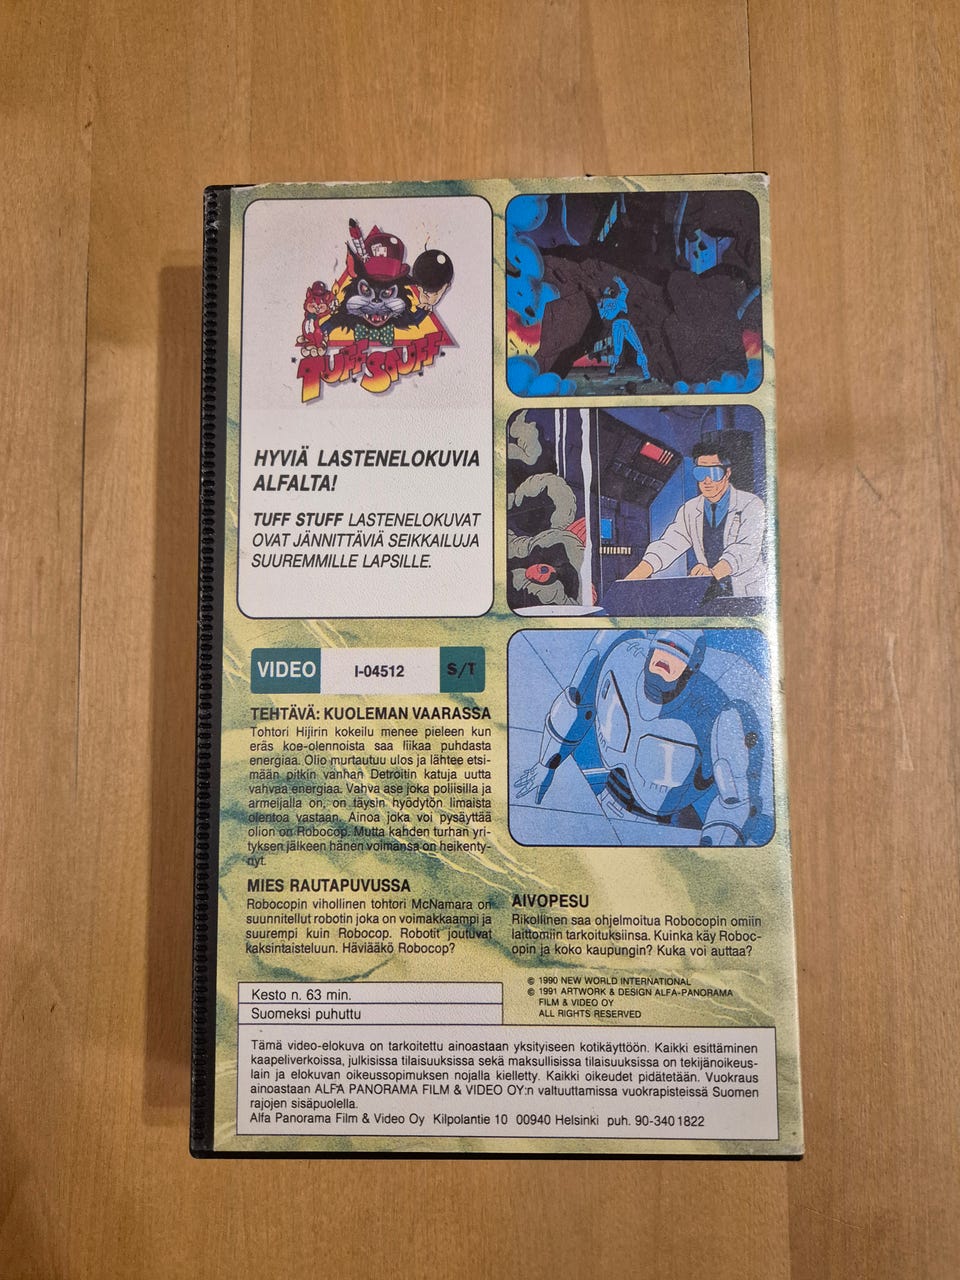 TUFF STUFF
HYVIÄ LASTENELOKUVIA
ALFALTA!
TUFF STUFF LASTENELOKUVAT
OVAT JÄNNITTÄVIÄ SEIKKAILUJA
SUUREMMILLE LAPSILLE.
VIDEO I-04512 S/T
TEHTÄVÄ: KUOLEMAN VAARASSA
Tohtori Hijirin kokeilu menee pieleen kun
eräs koe-olennoista saa liikaa puhdasta
energiaa. Olio murtautuu ulos ja lähtee etsi-
mään pitkin vanhan Detroitin katuja uutta
vahvaa energiaa. Vahva ase joka poliisilla ja
armeijalla on, on täysin hyödytön limaista
olentoa vastaan. Ainoa joka voi pysäyttää
olion on Robocop. Mutta kahden turhan yri-
tyksen jälkeen hänen voimansa on heikenty-
nyt.
MIES RAUTAPUVUSSA
Robocopin vihollinen tohtori McNamara on
suunnitellut robotin joka on voimakkaampi ja
suurempi kuin Robocop. Robotit joutuvat
kaksintaisteluun. Häviääkö Robocop?
AIVOPESU
Rikollinen saa ohjelmoitua Robocopin omiin
laittomiin tarkoituksiinsa. Kuinka käy Roboc-
opin ja koko kaupungin? Kuka voi auttaa?
© 1990 NEW WORLD INTERNATIONAL
© 1991 ARTWORK & DESIGN ALFA-PANORAMA
FILM & VIDEO OY
ALL RIGHTS RESERVED
Kesto n. 63 min.
Suomeksi puhuttu
Tämä video-elokuva on tarkoitettu ainoastaan yksityiseen kotikäyttöön. Kaikki esittäminen
kaapeliverkoissa, julkisissa tilaisuuksissa sekä maksullisissa tilaisuuksissa on tekijänoikeus-
lain ja elokuvan oikeussopimuksen nojalla kielletty. Kaikki oikeudet pidätetään. Vuokraus
ainoastaan ALFA PANORAMA FILM & VIDEO OY:n valtuuttamissa vuokrapisteissä Suomen
rajojen sisäpuolella.
Alfa Panorama Film & Video Oy Kilpolantie 10 00940 Helsinki puh. 90-340 1822